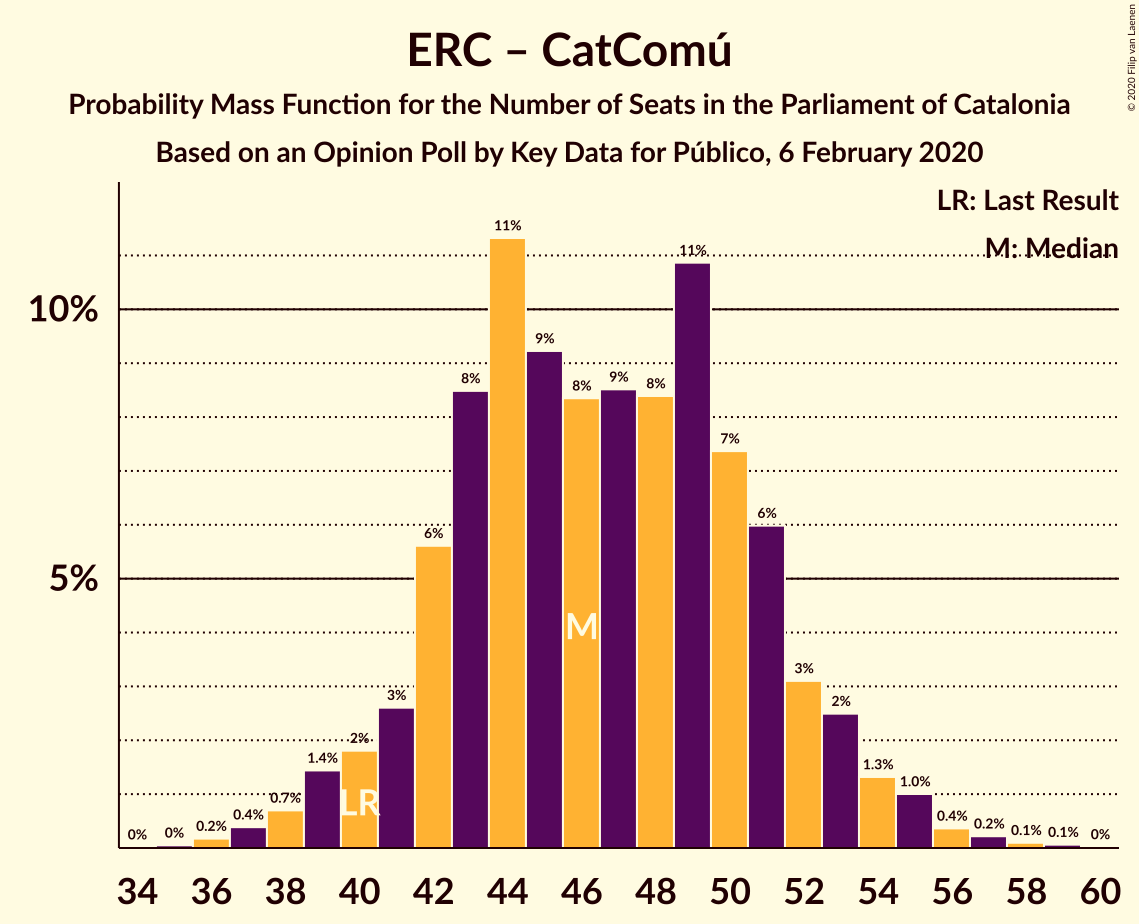 ERC – CatComú
Probability Mass Function for the Number of Seats in the Parliament of Catalonia
Based on an Opinion Poll by Key Data for Público, 6 February 2020
© 2020 Filip van Laenen
LR: Last Result
M: Median
10%
5%
0% 0% 0.2% 0.4% 0.7% 1.4% 2% 3% 6% 8% 11% 9% 8% 9% 8% 11% 7% 6% 3% 2% 1.3% 1.0% 0.4% 0.2% 0.1% 0.1% 0%
LR
M
34 36 38 40 42 44 46 48 50 52 54 56 58 60